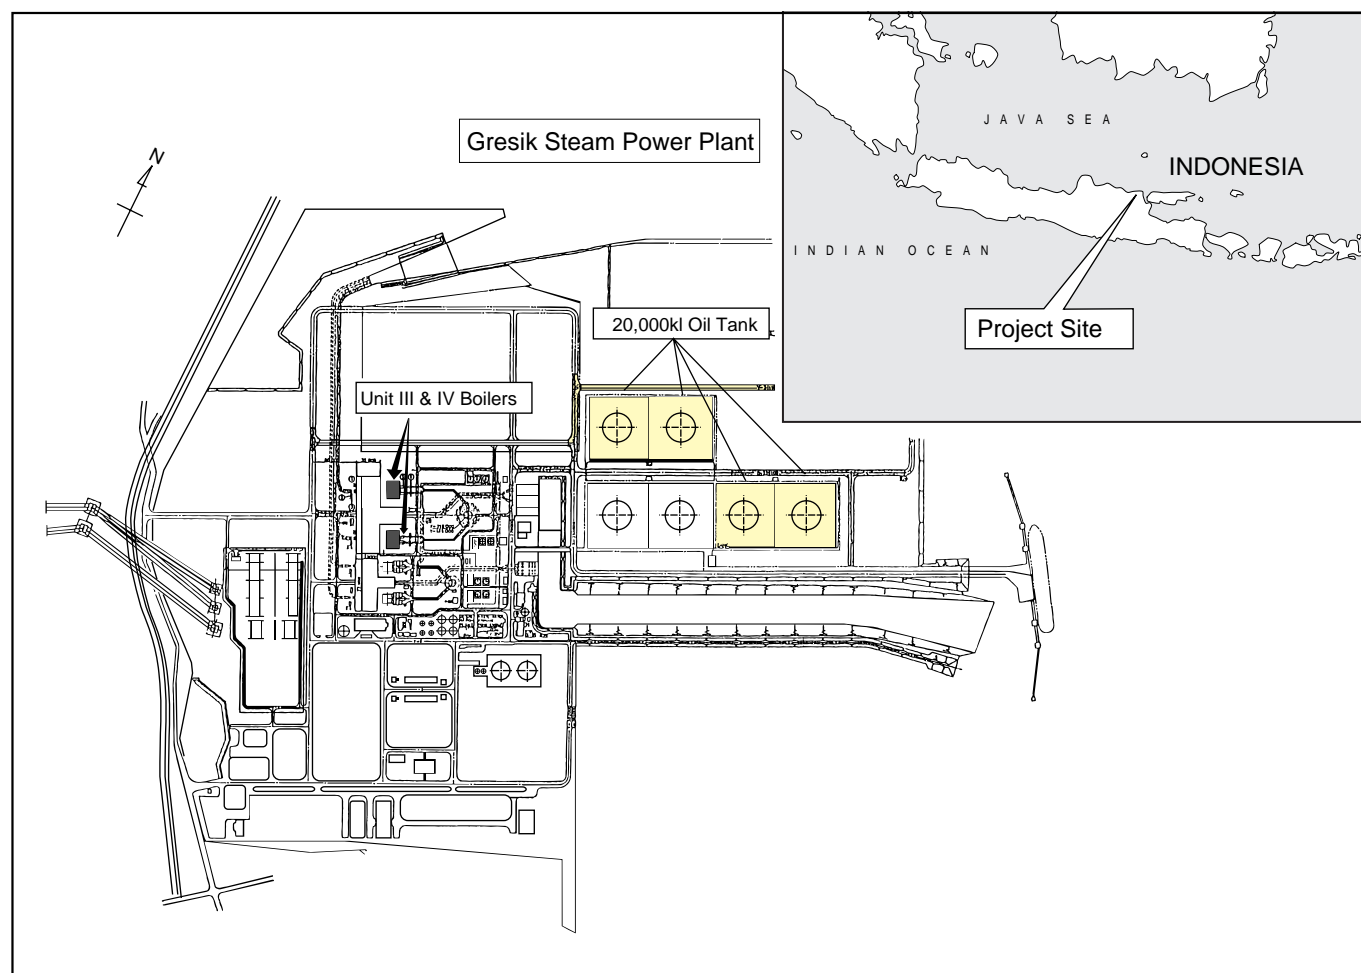 JAVA SEA
Gresik Steam Power Plant
INDONESIA
N
INDIAN OCEAN
20,000kl Oil Tank
Project Site
Unit III & IV Boilers